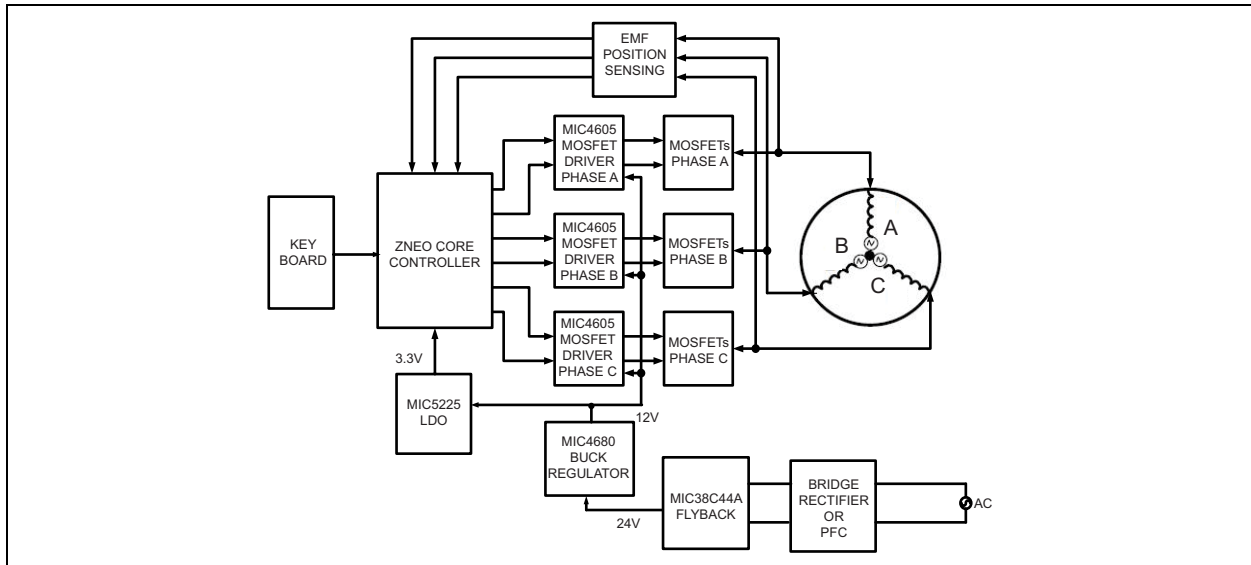 EMF
POSITION
SENSING
MIC4605
MOSFET
DRIVER
PHASE A
MOSFETs
PHASE A
KEY
BOARD
ZNEO CORE
CONTROLLER
MIC4605
MOSFET
DRIVER
PHASE B
MOSFETs
PHASE B
A
B
C
MIC4605
MOSFET
DRIVER
PHASE C
MOSFETs
PHASE C
3.3V
MIC5225
LDO
12V
MIC4680
BUCK
REGULATOR
24V
MIC38C44A
FLYBACK
BRIDGE
RECTIFIER
OR
PFC
AC